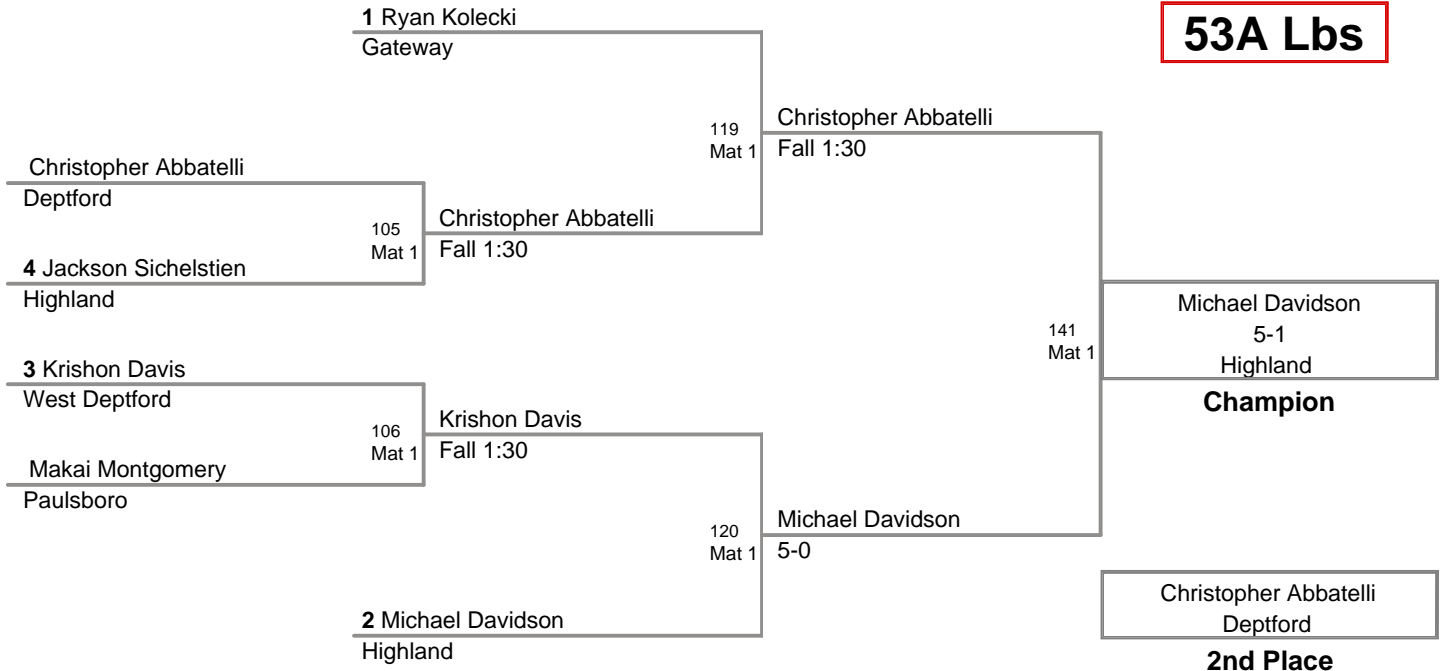 1 Ryan Kolecki
Gateway
53A Lbs
119
Mat 1
Christopher Abbatelli
Fall 1:30
Christopher Abbatelli
Deptford
105
Mat 1
Christopher Abbatelli
Fall 1:30
4 Jackson Sichelstien
Highland
141
Mat 1
Michael Davidson
5-1
Highland
Champion
3 Krishon Davis
West Deptford
106
Mat 1
Krishon Davis
Fall 1:30
Makai Montgomery
Paulsboro
120
Mat 1
Michael Davidson
5-0
2 Michael Davidson
Highland
Christopher Abbatelli
Deptford
2nd Place